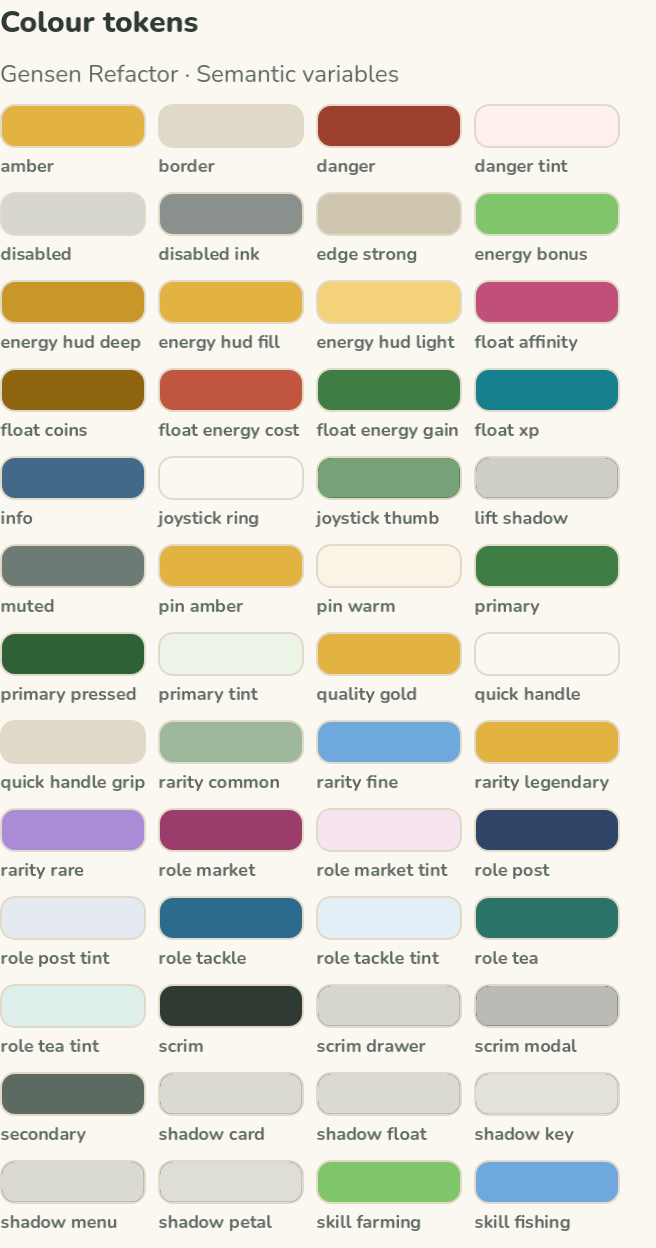 Colour tokens
Gensen Refactor · Semantic variables
amber border danger danger tint
disabled disabled ink edge strong energy bonus
energy hud deep energy hud fill energy hud light float affinity
float coins float energy cost float energy gain float xp
info joystick ring joystick thumb lift shadow
muted pin amber pin warm primary
primary pressed primary tint quality gold quick handle
quick handle grip rarity common rarity fine rarity legendary
rarity rare role market role market tint role post
role post tint role tackle role tackle tint role tea
role tea tint scrim scrim drawer scrim modal
secondary shadow card shadow float shadow key
shadow menu shadow petal skill farming skill fishing